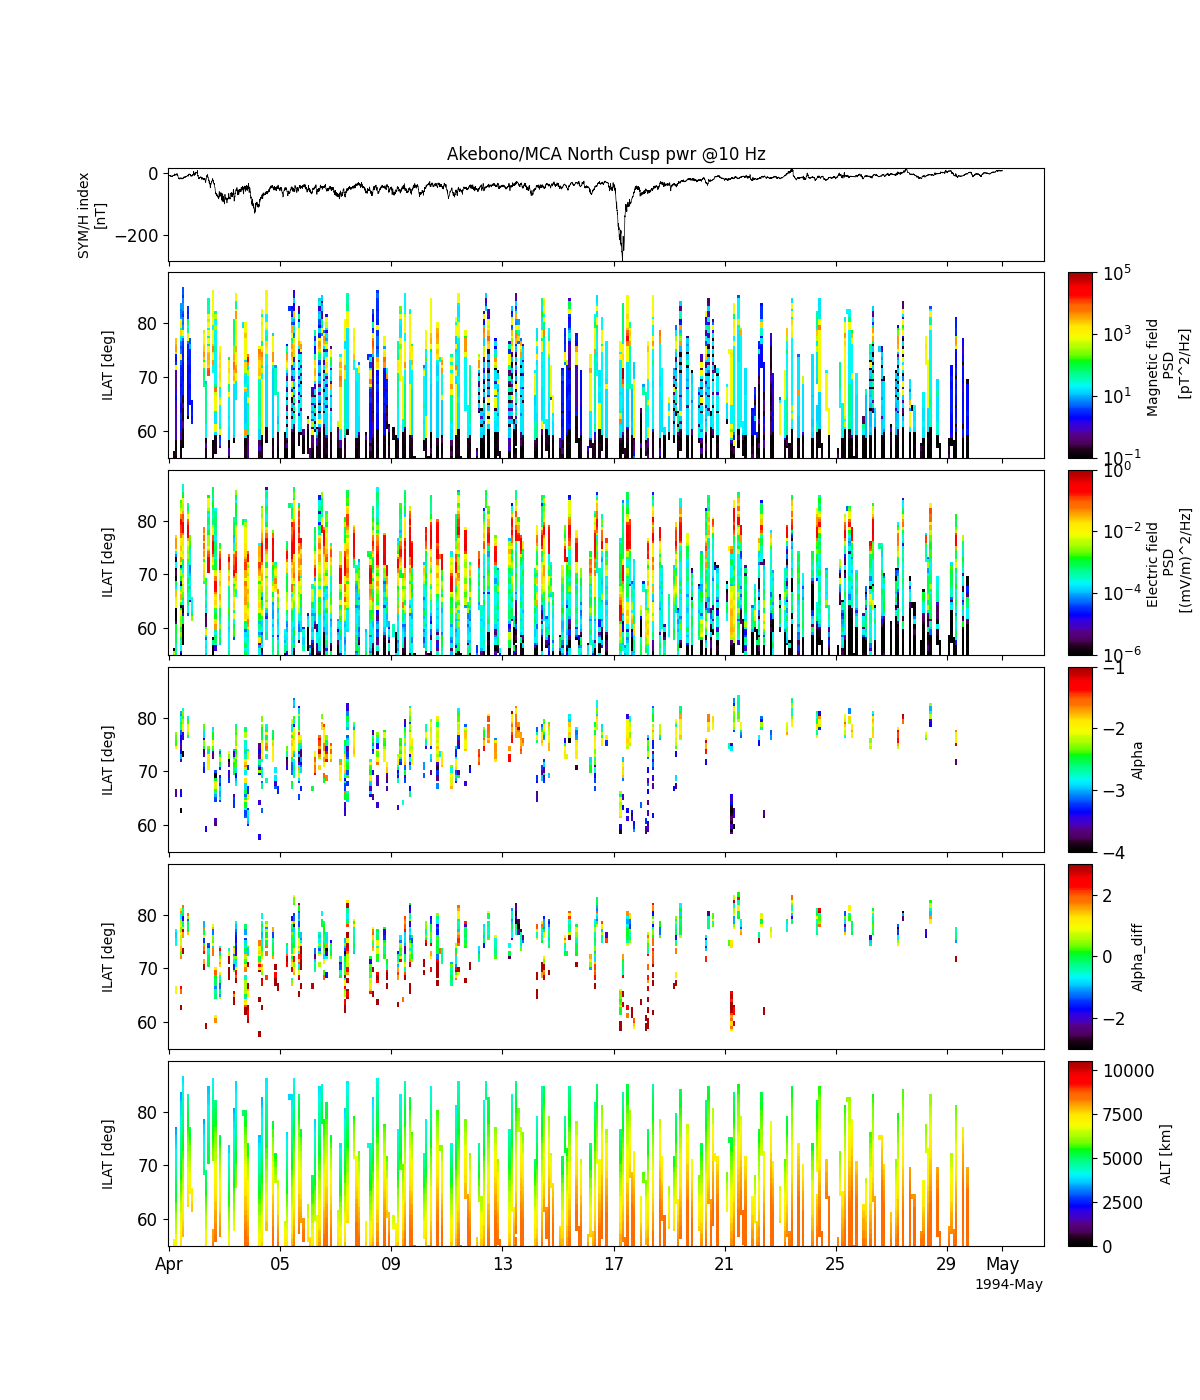 Akebono/MCA North Cusp pwr @10 Hz
SYM/H index
[nT]
0
−200
ILAT [deg]
80
70
60
10^5
10^3
10^1
10^−1
Magnetic field
PSD
[pT^2/Hz]
ILAT [deg]
80
70
60
10^0
10^−2
10^−4
10^−6
Electric field
PSD
[(mV/m)^2/Hz]
ILAT [deg]
80
70
60
−1
−2
−3
−4
Alpha
ILAT [deg]
80
70
60
2
0
−2
Alpha_diff
ILAT [deg]
80
70
60
10000
7500
5000
2500
0
ALT [km]
Apr 05 09 13 17 21 25 29 May
1994-May